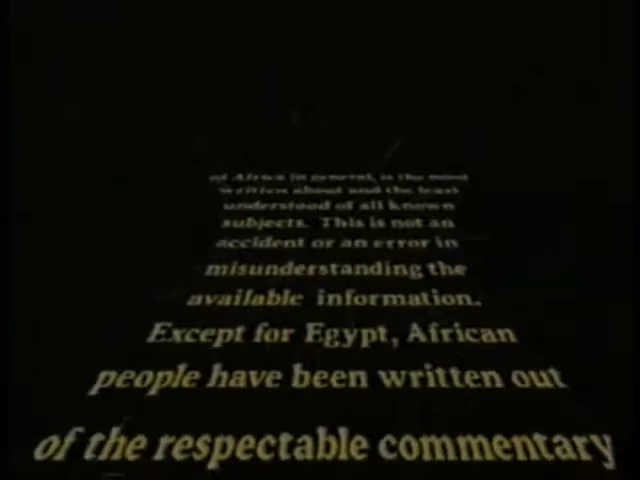 of Africa in general, is the most
written about and the least
understood of all known
subjects. This is not an
accident or an error in
misunderstanding the
available information.
Except for Egypt, African
people have been written out
of the respectable commentary